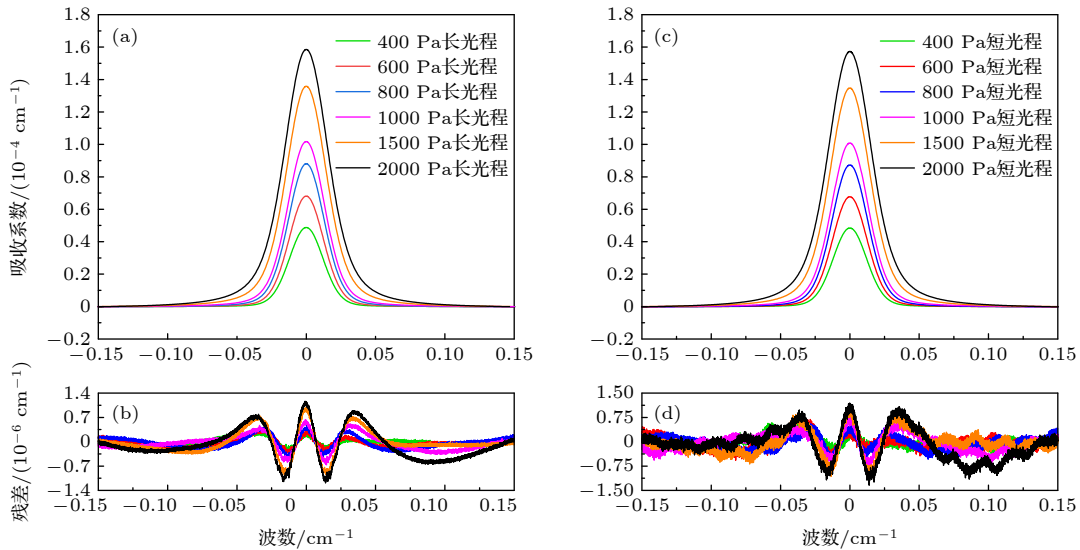 (a)
400 Pa长光程
600 Pa长光程
800 Pa长光程
1000 Pa长光程
1500 Pa长光程
2000 Pa长光程
吸收系数/(10⁻⁴ cm⁻¹)
1.8
1.6
1.4
1.2
1.0
0.8
0.6
0.4
0.2
0
−0.2
−0.15 −0.10 −0.05 0 0.05 0.10 0.15
(c)
400 Pa短光程
600 Pa短光程
800 Pa短光程
1000 Pa短光程
1500 Pa短光程
2000 Pa短光程
1.8
1.6
1.4
1.2
1.0
0.8
0.6
0.4
0.2
0
−0.2
−0.15 −0.10 −0.05 0 0.05 0.10 0.15
(b)
残差/(10⁻⁶ cm⁻¹)
1.4
0.7
0
−0.7
−1.4
−0.15 −0.10 −0.05 0 0.05 0.10 0.15
波数/cm⁻¹
(d)
1.50
0.75
0
−0.75
−1.50
−0.15 −0.10 −0.05 0 0.05 0.10 0.15
波数/cm⁻¹